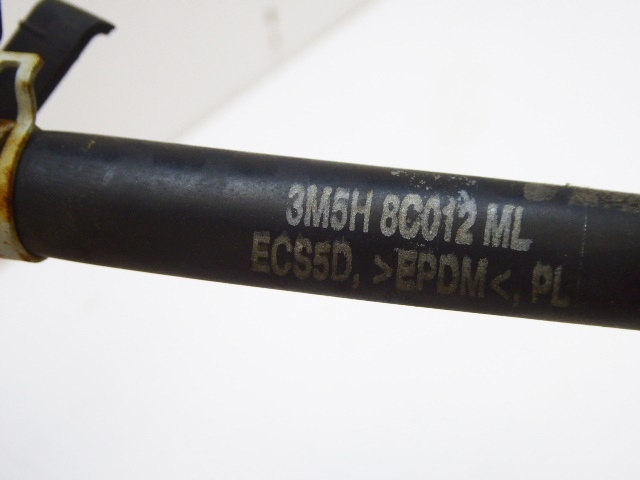 3M5H 8C012 ML
ECS5D, >EPDM<, PL